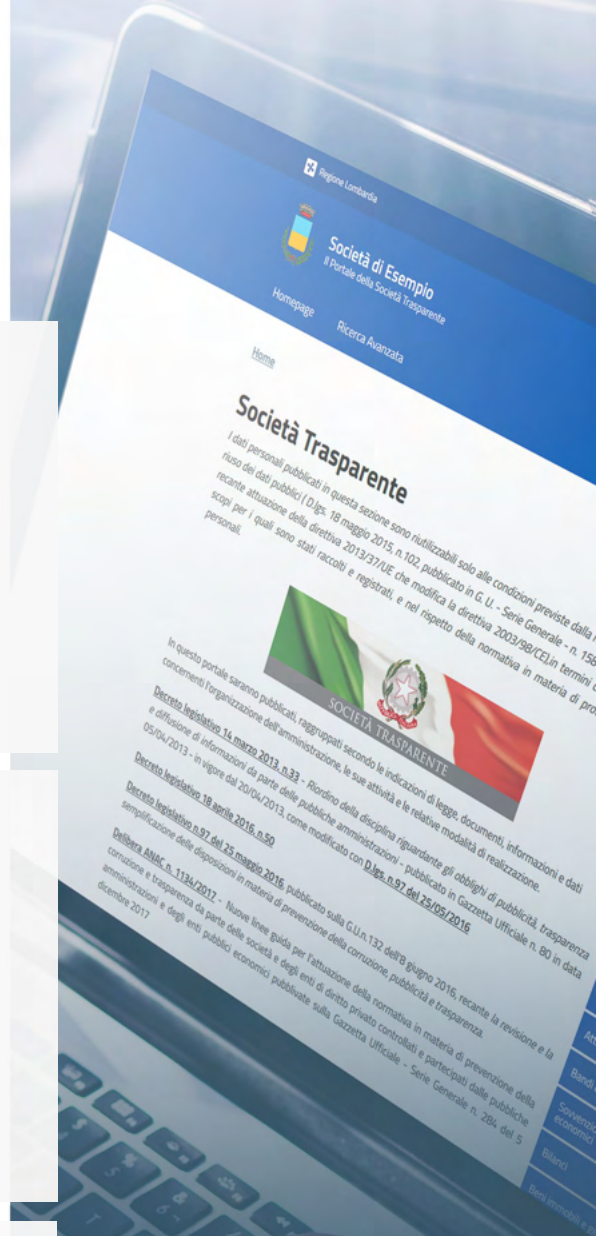 Regione Lombardia
Società di Esempio
Il Portale della Società Trasparente
Homepage
Ricerca Avanzata
Home
Società Trasparente
I dati personali pubblicati in questa sezione sono riutilizzabili solo alle condizioni previste dalla
riuso dei dati pubblici ( D.lgs. 18 maggio 2015, n.102, pubblicato in G. U. - Serie Generale - n. 158
recante attuazione della direttiva 2013/37/UE che modifica la direttiva 2003/98/CE),in termini
scopi per i quali sono stati raccolti e registrati, e nel rispetto della normativa in materia di
personali.
SOCIETÀ TRASPARENTE
In questo portale saranno pubblicati, raggruppati secondo le indicazioni di legge, documenti, informazioni e dati
concernenti l'organizzazione dell'amministrazione, le sue attività e le relative modalità di realizzazione.
Decreto legislativo 14 marzo 2013, n.33 - Riordino della disciplina riguardante gli obblighi di pubblicità, trasparenza
e diffusione di informazioni da parte delle pubbliche amministrazioni - pubblicato in Gazzetta Ufficiale n. 80 in data
05/04/2013 - in vigore dal 20/04/2013, come modificato con D.lgs. n.97 del 25/05/2016
Decreto legislativo 18 aprile 2016, n.50
Decreto legislativo n.97 del 25 maggio 2016, pubblicato sulla G.U.n.132 dell'8 giugno 2016, recante la revisione e la
semplificazione delle disposizioni in materia di prevenzione della corruzione, pubblicità e trasparenza.
Delibera ANAC n. 1134/2017 - Nuove linee guida per l'attuazione della normativa in materia di prevenzione della
corruzione e trasparenza da parte delle società e degli enti di diritto privato controllati e partecipati dalle pubbliche
amministrazioni e degli enti pubblici economici pubblivate sulla Gazzetta Ufficiale - Serie Generale n. 284 del 5
dicembre 2017
Bandi
economici
Bilanci
Beni immobili e